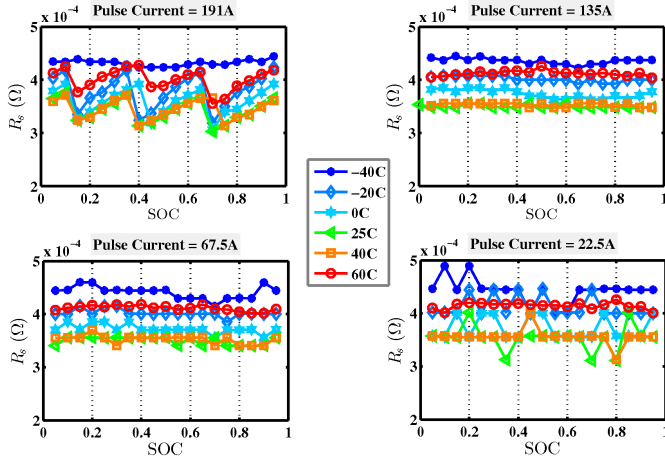 Pulse Current = 191A
x 10⁻⁴
5
4
3
2
Rs (Ω)
0 0.2 0.4 0.6 0.8 1
SOC
Pulse Current = 135A
x 10⁻⁴
5
4
3
2
Rs (Ω)
0 0.2 0.4 0.6 0.8 1
SOC
−40C
−20C
0C
25C
40C
60C
Pulse Current = 67.5A
x 10⁻⁴
5
4
3
2
Rs (Ω)
0 0.2 0.4 0.6 0.8 1
SOC
Pulse Current = 22.5A
x 10⁻⁴
5
4
3
2
Rs (Ω)
0 0.2 0.4 0.6 0.8 1
SOC